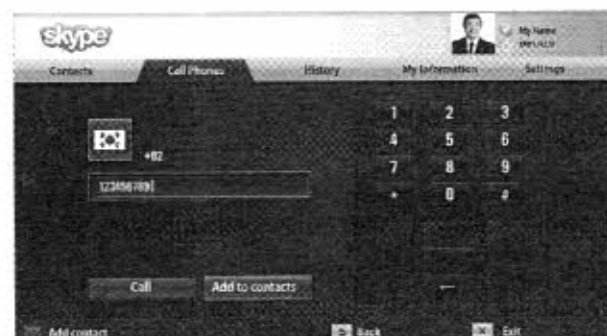 skype
My Name
Contacts
Call Phones
History
My Information
Settings
1 2 3
+82
4 5 6
7 8 9
123456789
* 0 #
Call
Add to contacts
Add contact
Back
Exit